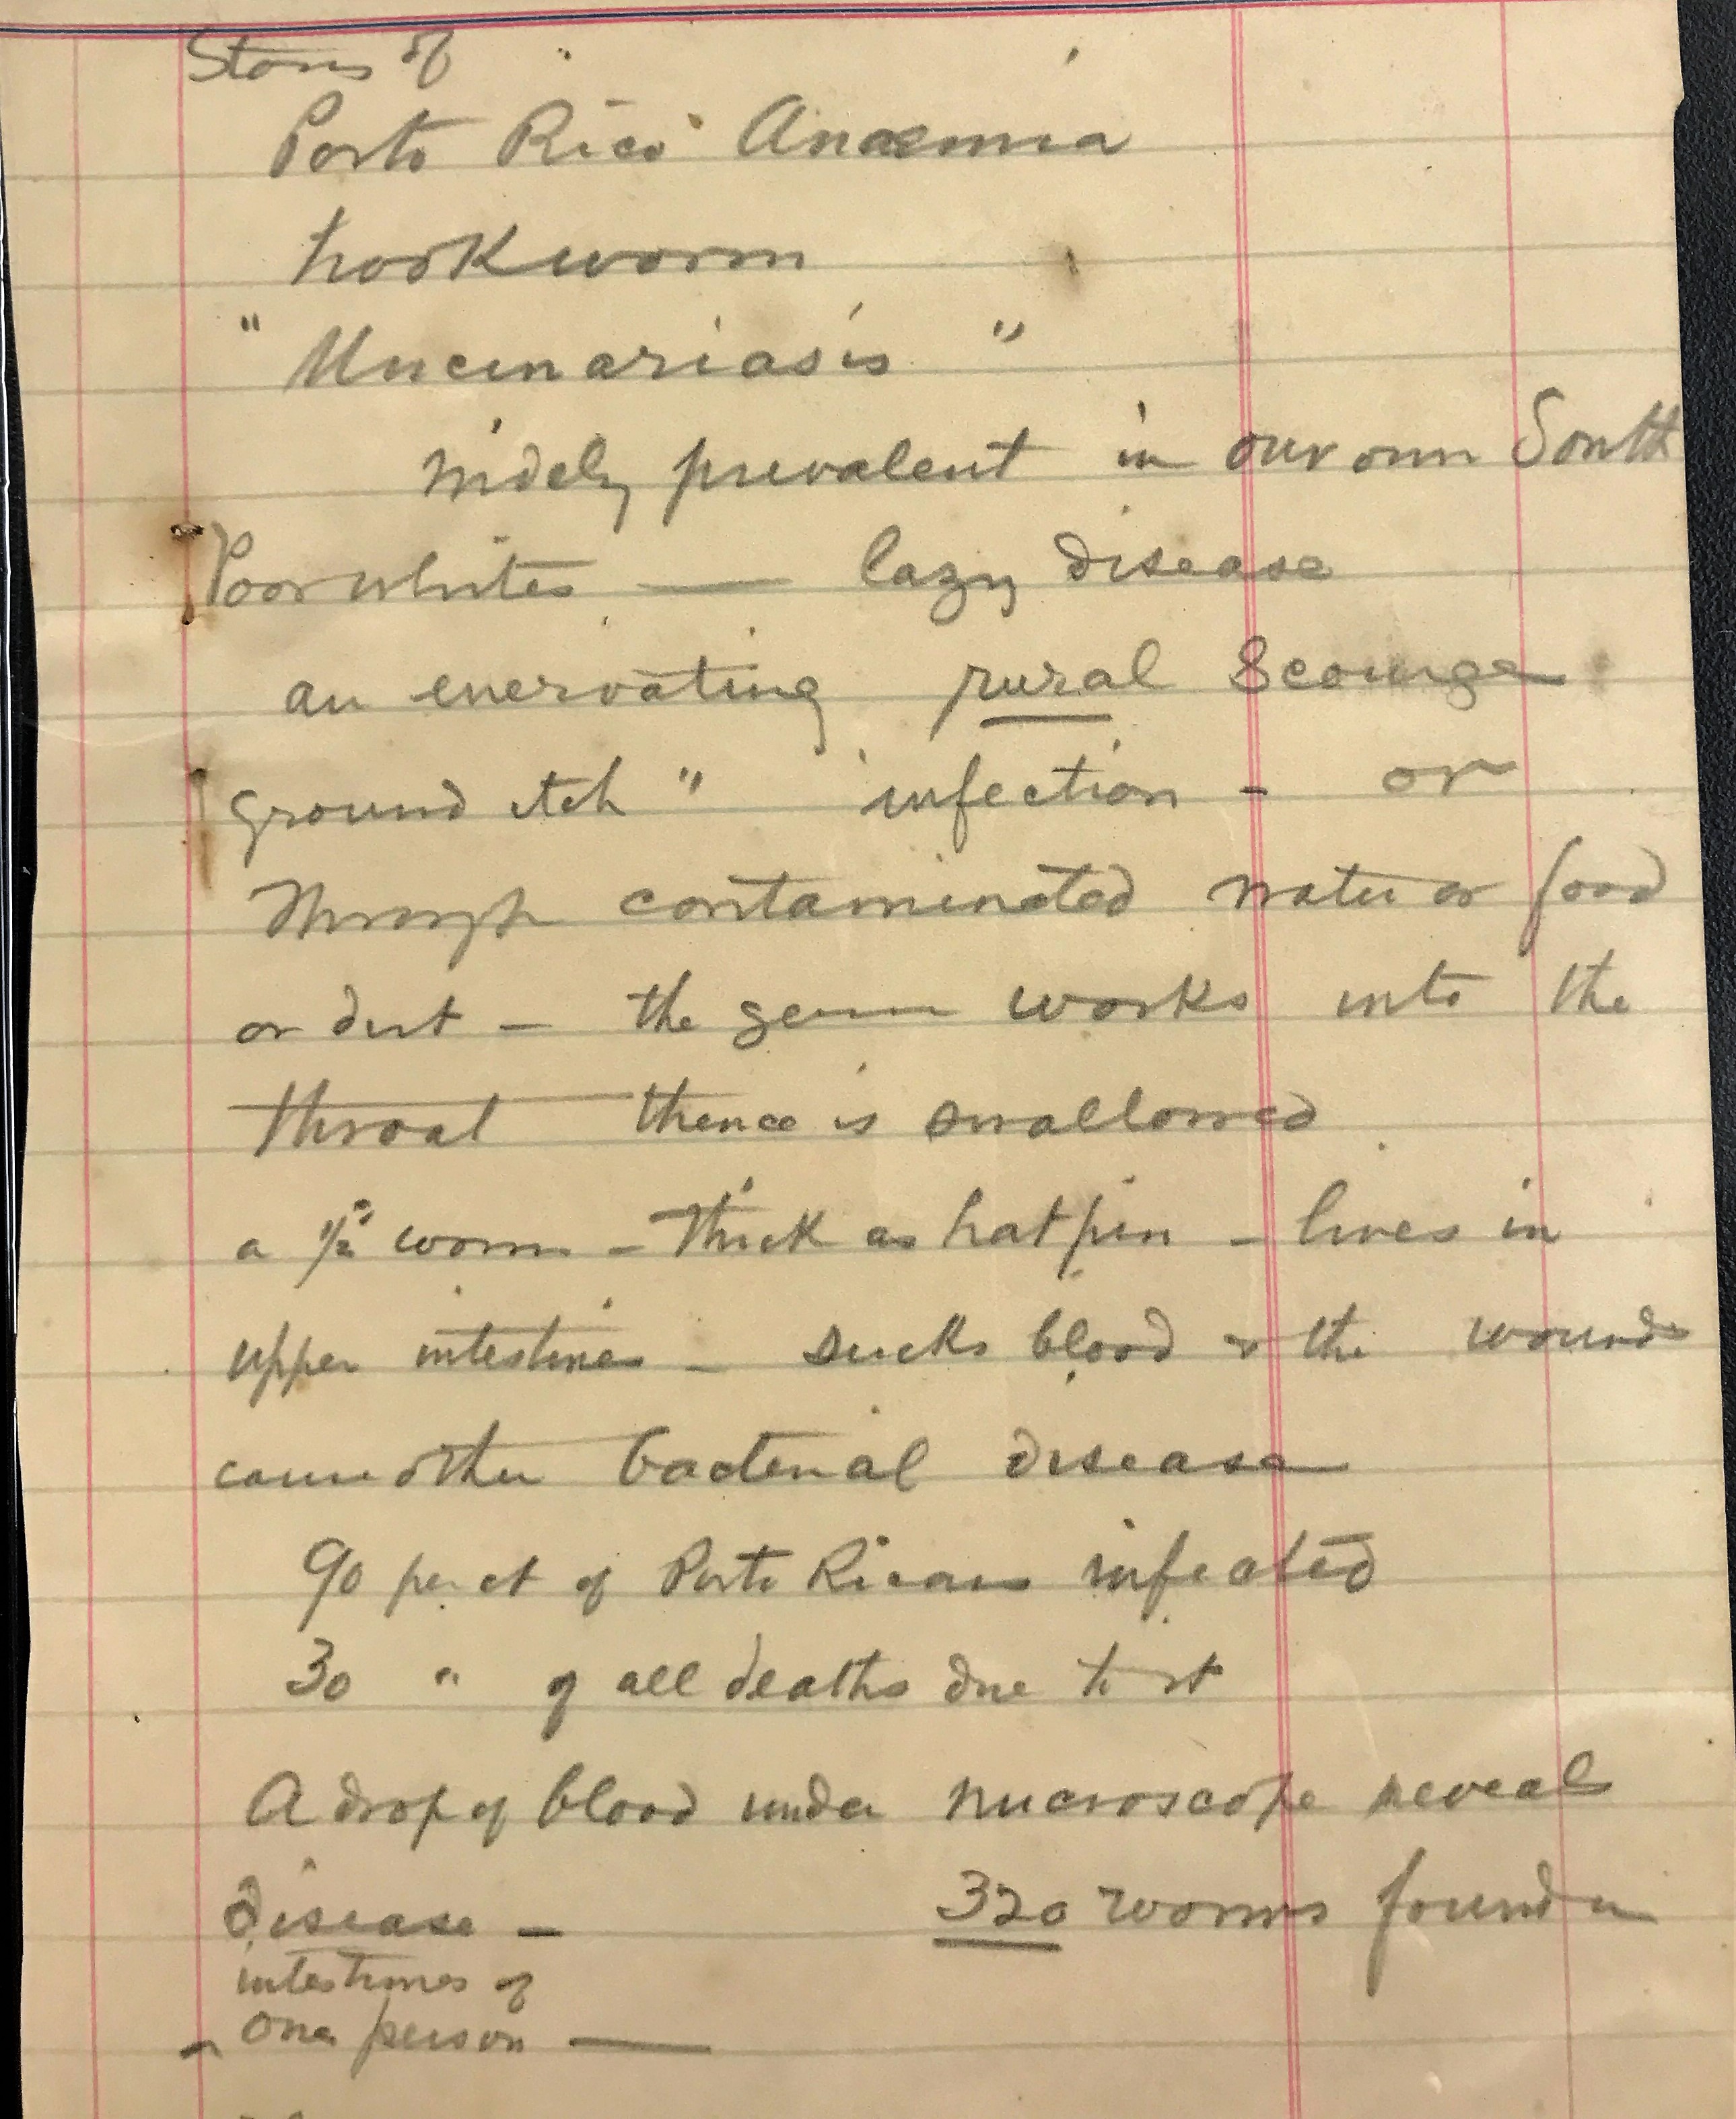 Story of
Porto Rico Anaemia
hookworm
" Uncinariasis "
widely prevalent in our own South
Poor whites — lazy disease
an enervating rural scourge
ground itch " infection - or
Through contaminated water or food
or dirt - the germ works into the
throat thence is swallowed
a 1/2" worm - thick as hat pin - lives in
upper intestines - sucks blood & the wounds
cause other bacterial disease
90 per ct of Porto Ricans infected
30 " of all deaths due to it
A drop of blood under microscope reveals
disease - 320 worms found in
intestines of
one person —